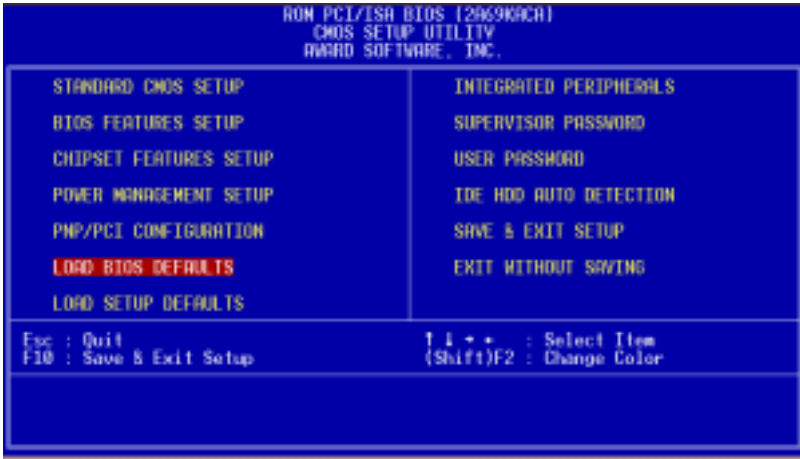 ROM PCI/ISA BIOS (2A69KACA)
CMOS SETUP UTILITY
AWARD SOFTWARE, INC.
STANDARD CMOS SETUP
BIOS FEATURES SETUP
CHIPSET FEATURES SETUP
POWER MANAGEMENT SETUP
PNP/PCI CONFIGURATION
LOAD BIOS DEFAULTS
LOAD SETUP DEFAULTS
INTEGRATED PERIPHERALS
SUPERVISOR PASSWORD
USER PASSWORD
IDE HDD AUTO DETECTION
SAVE & EXIT SETUP
EXIT WITHOUT SAVING
Esc : Quit
F10 : Save & Exit Setup
↑ ↓ → ← : Select Item
(Shift)F2 : Change Color